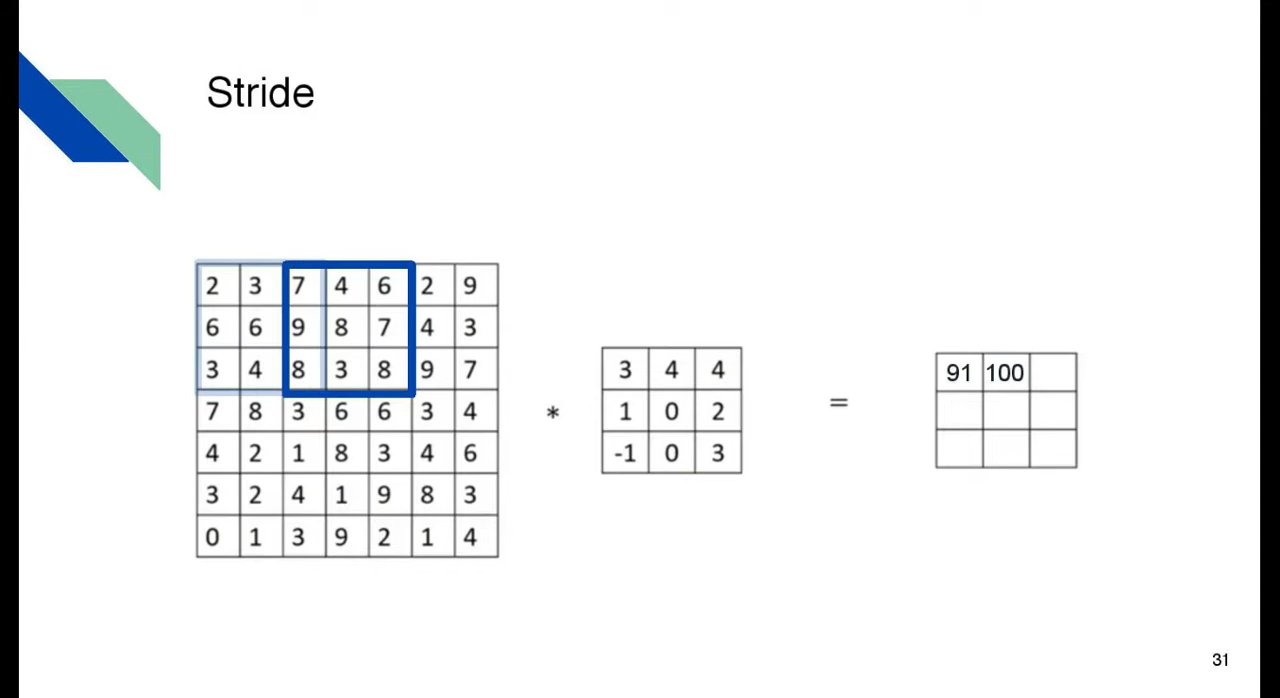 Stride
2 3 7 4 6 2 9
6 6 9 8 7 4 3
3 4 8 3 8 9 7
7 8 3 6 6 3 4
4 2 1 8 3 4 6
3 2 4 1 9 8 3
0 1 3 9 2 1 4
*
3 4 4
1 0 2
-1 0 3
=
91 100
31